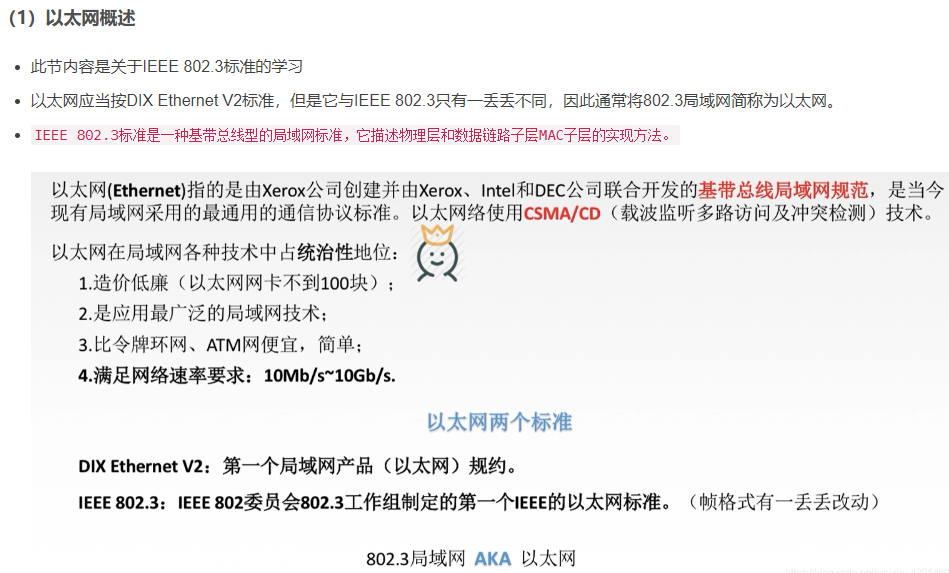 （1）以太网概述
此节内容是关于IEEE 802.3标准的学习
以太网应当按DIX Ethernet V2标准，但是它与IEEE 802.3只有一丢丢不同，因此通常将802.3局域网简称为以太网。
IEEE 802.3标准是一种基带总线型的局域网标准，它描述物理层和数据链路子层MAC子层的实现方法。
以太网(Ethernet)指的是由Xerox公司创建并由Xerox、Intel和DEC公司联合开发的基带总线局域网规范，是当今
现有局域网采用的最通用的通信协议标准。以太网络使用CSMA/CD（载波监听多路访问及冲突检测）技术。
以太网在局域网各种技术中占统治性地位：
1.造价低廉（以太网网卡不到100块）；
2.是应用最广泛的局域网技术；
3.比令牌环网、ATM网便宜，简单；
4.满足网络速率要求：10Mb/s~10Gb/s.
以太网两个标准
DIX Ethernet V2：第一个局域网产品（以太网）规约。
IEEE 802.3：IEEE 802委员会802.3工作组制定的第一个IEEE的以太网标准。（帧格式有一丢丢改动）
802.3局域网 AKA 以太网